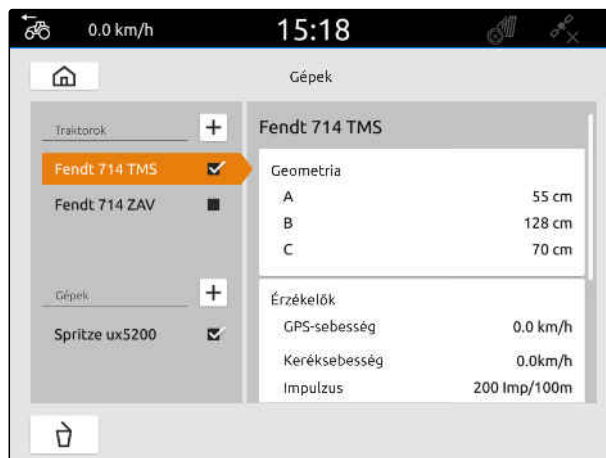 0.0 km/h 15:18
Gépek
Traktorok +
Fendt 714 TMS
Fendt 714 ZAV
Gépek +
Spritze ux5200
Fendt 714 TMS
Geometria
A 55 cm
B 128 cm
C 70 cm
Érzékelők
GPS-sebesség 0.0 km/h
Keréksebesség 0.0km/h
Impulzus 200 Imp/100m